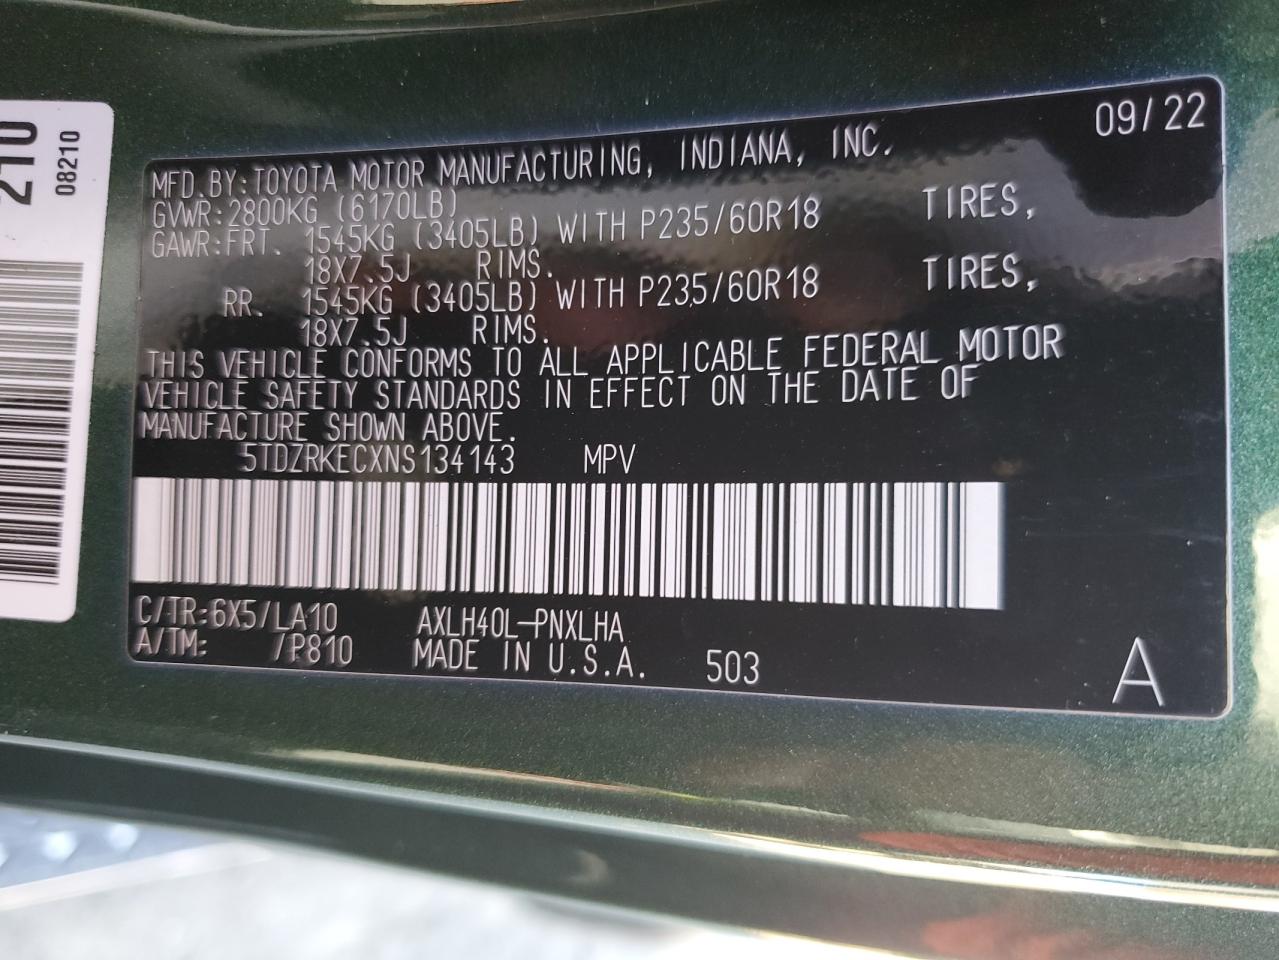 210
08210
09/22
MFD.BY:TOYOTA MOTOR MANUFACTURING, INDIANA, INC.
GVWR:2800KG (6170LB)
GAWR:FRT. 1545KG (3405LB) WITH P235/60R18 TIRES,
18X7.5J RIMS.
RR. 1545KG (3405LB) WITH P235/60R18 TIRES,
18X7.5J RIMS.
THIS VEHICLE CONFORMS TO ALL APPLICABLE FEDERAL MOTOR
VEHICLE SAFETY STANDARDS IN EFFECT ON THE DATE OF
MANUFACTURE SHOWN ABOVE.
5TDZRKECXNS134143 MPV
C/TR:6X5/LA10 AXLH40L-PNXLHA
A/TM: /P810 MADE IN U.S.A. 503
A